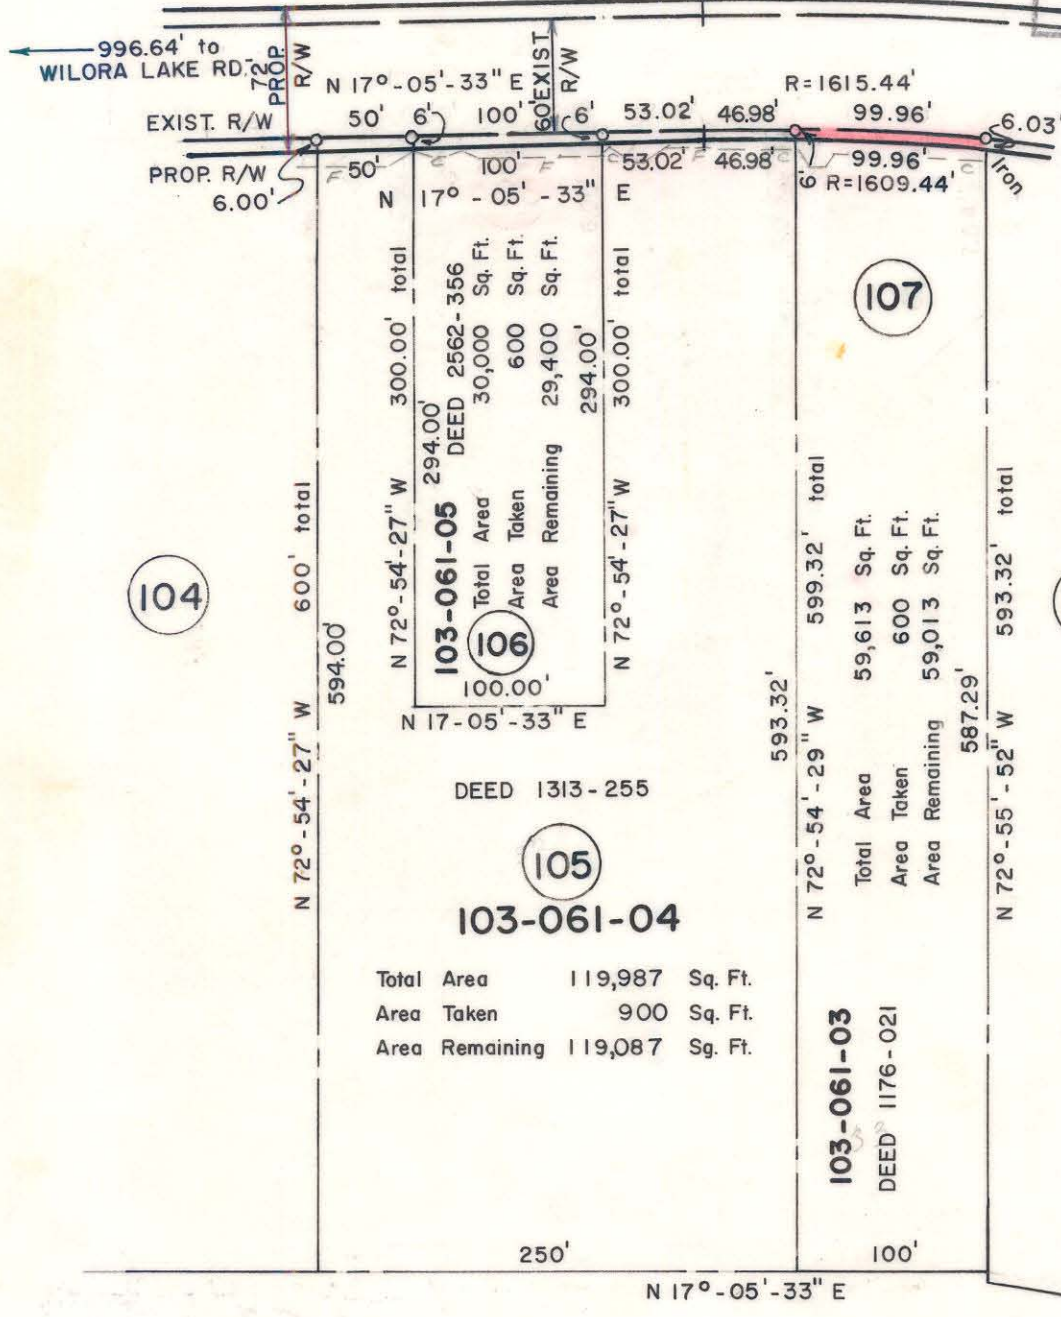 996.64' to
WILORA LAKE RD.
72'
PROP.
R/W
N 17°-05'-33" E
60' EXIST
R/W
R=1615.44'
EXIST. R/W
50'
6'
100'
6'
53.02'
46.98'
99.96'
6.03'
PROP. R/W
F
50'
C
100'
F
53.02'
F
46.98'
C
99.96'
C
6.00'
6'
R=1609.44'
Iron
N 17° - 05' - 33" E
107
104
N 72°-54'-27" W 600' total
594.00'
N 72°-54'-27" W 300.00' total
294.00'
103-061-05
DEED 2562-356
Total Area 30,000 Sq. Ft.
Area Taken 600 Sq. Ft.
Area Remaining 29,400 Sq. Ft.
106
294.00'
N 72°-54'-27" W 300.00' total
100.00'
N 17-05'-33" E
DEED 1313-255
105
103-061-04
Total Area 119,987 Sq. Ft.
Area Taken 900 Sq. Ft.
Area Remaining 119,087 Sg. Ft.
593.32'
N 72°-54'-29" W 599.32' total
Total Area 59,613 Sq. Ft.
Area Taken 600 Sq. Ft.
Area Remaining 59,013 Sq. Ft.
587.29'
N 72°-55'-52" W 593.32' total
103-061-03
DEED 1176-021
250'
100'
N 17°-05'-33" E